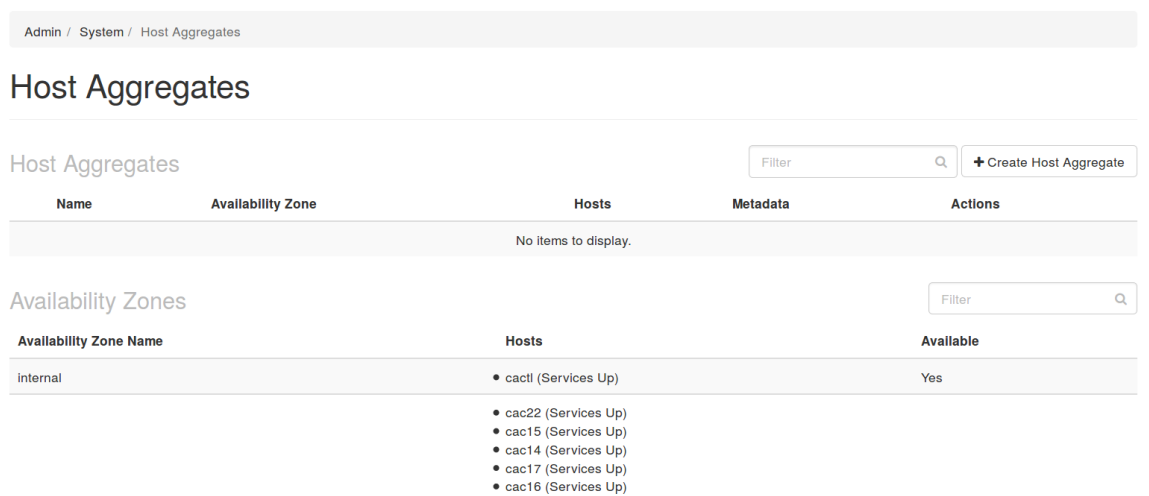 Admin / System / Host Aggregates
Host Aggregates
Host Aggregates Filter Create Host Aggregate
Name Availability Zone Hosts Metadata Actions
No items to display.
Availability Zones Filter
Availability Zone Name Hosts Available
internal cactl (Services Up) Yes
cac22 (Services Up)
cac15 (Services Up)
cac14 (Services Up)
cac17 (Services Up)
cac16 (Services Up)